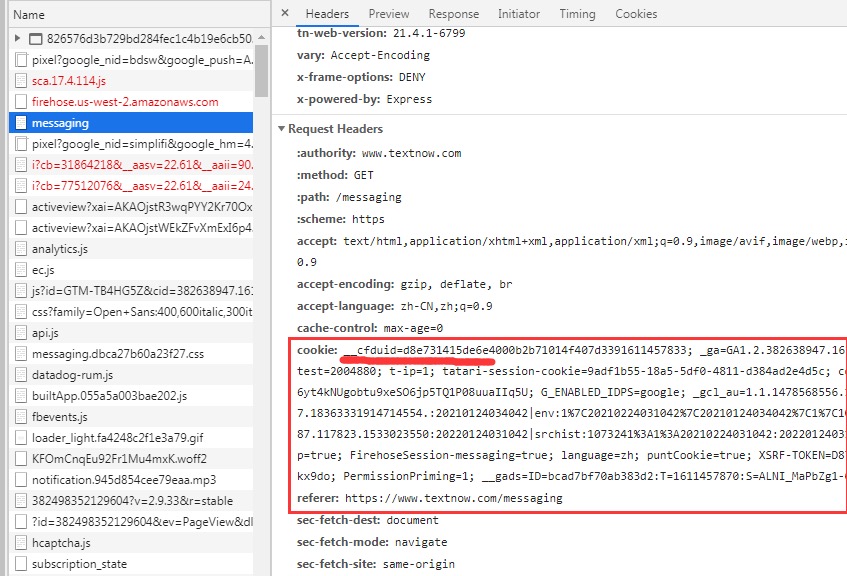 Name
826576d3b729bd284fec1c4b19e6cb50.
pixel?google_nid=bdsw&google_push=A.
sca.17.4.114.js
firehose.us-west-2.amazonaws.com
messaging
pixel?google_nid=simplifi&google_hm=4.
i?cb=31864218&__aasv=22.61&__aaii=90.
i?cb=77512076&__aasv=22.61&__aaii=24.
activeview?xai=AKAOjstR3wqPYY2Kr70Ox
activeview?xai=AKAOjstWEkZFvXmExI6p4.
analytics.js
ec.js
js?id=GTM-TB4HG5Z&cid=382638947.161
css?family=Open+Sans:400,600italic,300it
api.js
messaging.dbca27b60a23f27.css
datadog-rum.js
builtApp.055a5a003bae202.js
fbevents.js
loader_light.fa4248c2f1e3a79.gif
KFOmCnqEu92Fr1Mu4mxK.woff2
notification.945d854cee79eaa.mp3
382498352129604?v=2.9.33&r=stable
?id=382498352129604&ev=PageView&dl
hcaptcha.js
subscription_state
× Headers Preview Response Initiator Timing Cookies
tn-web-version: 21.4.1-6799
vary: Accept-Encoding
x-frame-options: DENY
x-powered-by: Express
Request Headers
:authority: www.textnow.com
:method: GET
:path: /messaging
:scheme: https
accept: text/html,application/xhtml+xml,application/xml;q=0.9,image/avif,image/webp,i
0.9
accept-encoding: gzip, deflate, br
accept-language: zh-CN,zh;q=0.9
cache-control: max-age=0
cookie: __cfduid=d8e731415de6e4000b2b71014f407d3391611457833; _ga=GA1.2.382638947.16
test=2004880; t-ip=1; tatari-session-cookie=9adf1b55-18a5-5df0-4811-d384ad2e4d5c; c
6yt4kNUgobtu9xeSO6jp5TQ1P08uuaIIq5U; G_ENABLED_IDPS=google; _gcl_au=1.1.1478568556.
7.18363331914714554.:20210124034042|env:1%7C20210224031042%7C20210124034042%7C1%7C1
87.117823.1533023550:20220124031042|srchist:1073241%3A1%3A20210224031042:20220124031
p=true; FirehoseSession-messaging=true; language=zh; puntCookie=true; XSRF-TOKEN=D87
kx9do; PermissionPriming=1; __gads=ID=bcad7bf70ab383d2:T=1611457870:S=ALNI_MaPbZg1-
referer: https://www.textnow.com/messaging
sec-fetch-dest: document
sec-fetch-mode: navigate
sec-fetch-site: same-origin